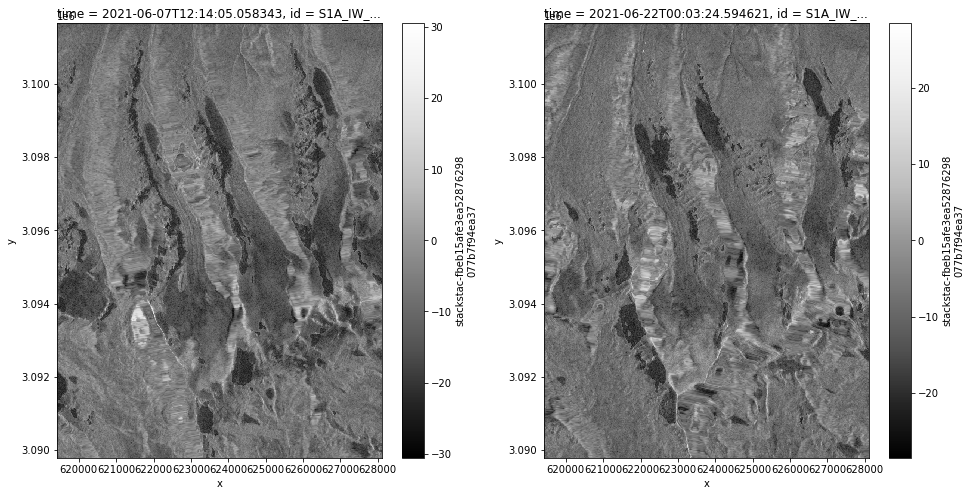 time = 2021-06-07T12:14:05.058343, id = S1A_IW_...
1e6
3.100
3.098
3.096
3.094
3.092
3.090
y
620000 621000 622000 623000 624000 625000 626000 627000 628000
x
30
20
10
0
−10
−20
−30
stackstac-fbeb15afe3ea52876298
077b7f94ea37
time = 2021-06-22T00:03:24.594621, id = S1A_IW_...
1e6
3.100
3.098
3.096
3.094
3.092
3.090
y
620000 621000 622000 623000 624000 625000 626000 627000 628000
x
20
10
0
−10
−20
stackstac-fbeb15afe3ea52876298
077b7f94ea37